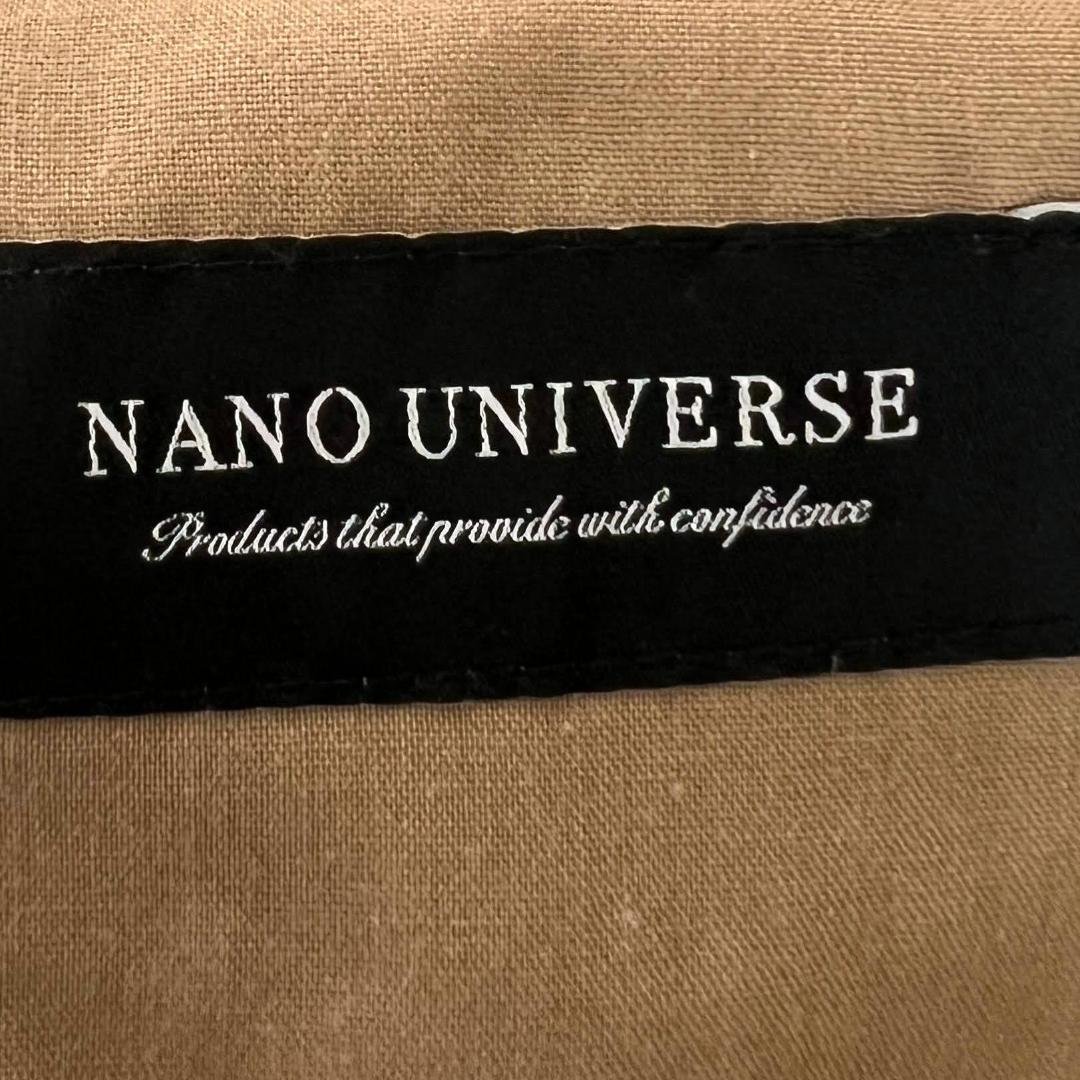 NANO UNIVERSE
Products that provide with confidence